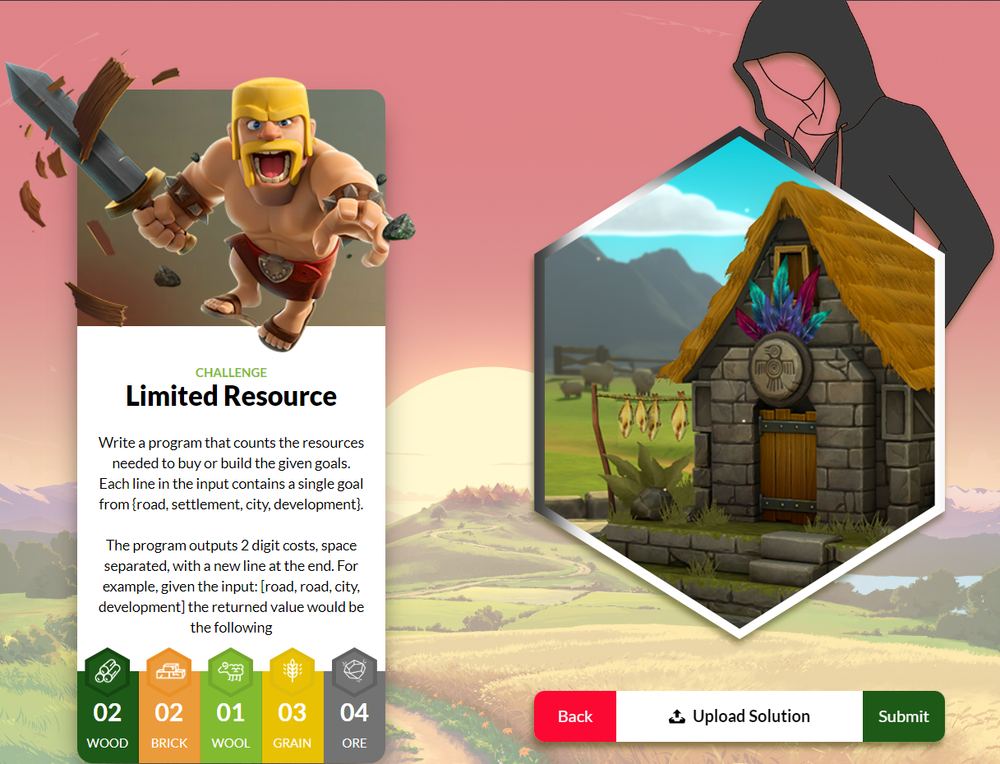 CHALLENGE
Limited Resource
Write a program that counts the resources
needed to buy or build the given goals.
Each line in the input contains a single goal
from {road, settlement, city, development}.
The program outputs 2 digit costs, space
separated, with a new line at the end. For
example, given the input: [road, road, city,
development] the returned value would be
the following
02 02 01 03 04
WOOD BRICK WOOL GRAIN ORE
Back Upload Solution Submit